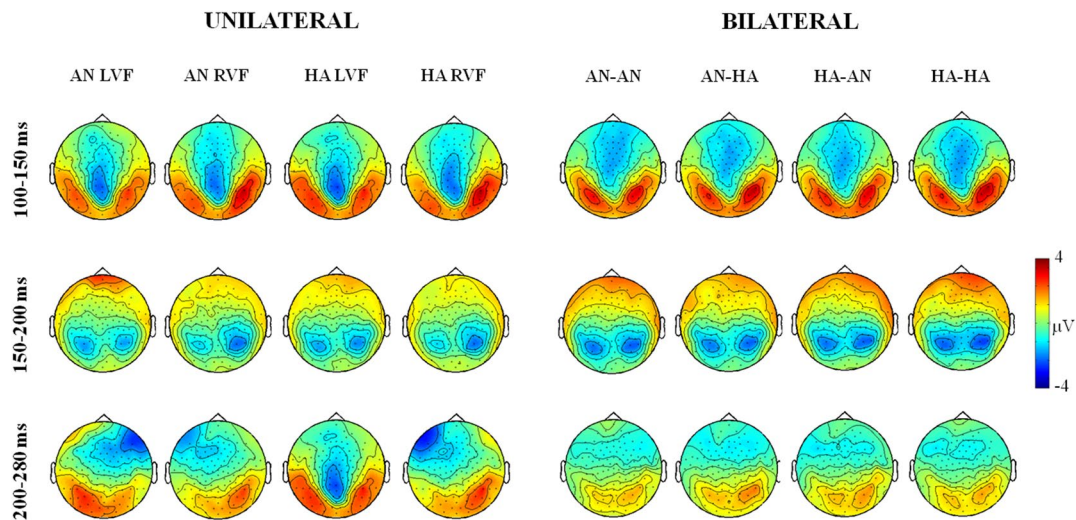 UNILATERAL BILATERAL
AN LVF AN RVF HA LVF HA RVF AN-AN AN-HA HA-AN HA-HA
100-150 ms
150-200 ms
4
μV
-4
200-280 ms